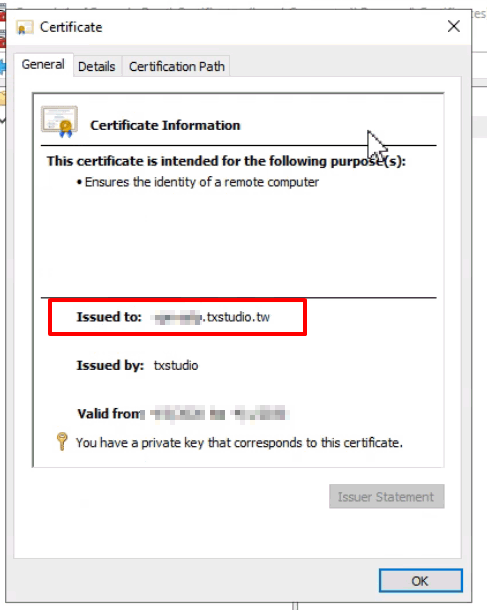 Certificate
General
Details
Certification Path
Certificate Information
This certificate is intended for the following purpose(s):
• Ensures the identity of a remote computer
Issued to: .txstudio.tw
Issued by: txstudio
Valid from
You have a private key that corresponds to this certificate.
Issuer Statement
OK